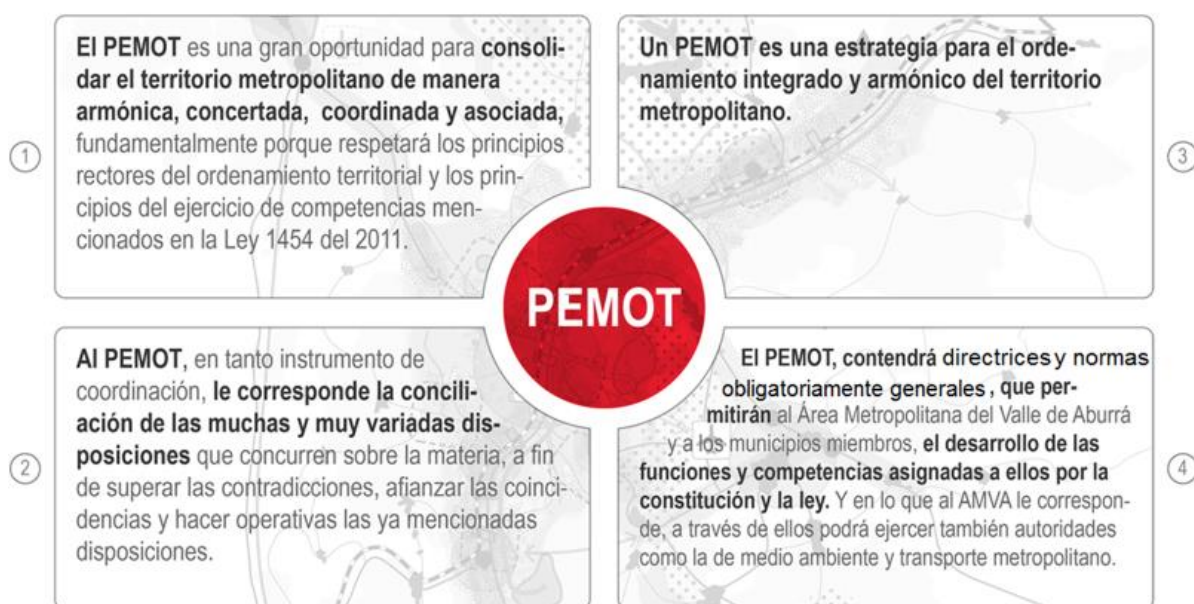 1
El PEMOT es una gran oportunidad para consoli-
dar el territorio metropolitano de manera
armónica, concertada, coordinada y asociada,
fundamentalmente porque respetará los principios
rectores del ordenamiento territorial y los prin-
cipios del ejercicio de competencias men-
cionados en la Ley 1454 del 2011.
2
Al PEMOT, en tanto instrumento de
coordinación, le corresponde la concili-
ación de las muchas y muy variadas dis-
posiciones que concurren sobre la materia, a fin
de superar las contradicciones, afianzar las coinci-
dencias y hacer operativas las ya mencionadas
disposiciones.
PEMOT
3
Un PEMOT es una estrategia para el orde-
namiento integrado y armónico del territorio
metropolitano.
4
El PEMOT, contendrá directrices y normas
obligatoriamente generales, que per-
mitirán al Área Metropolitana del Valle de Aburrá
y a los municipios miembros, el desarrollo de las
funciones y competencias asignadas a ellos por la
constitución y la ley. Y en lo que al AMVA le correspon-
de, a través de ellos podrá ejercer también autoridades
como la de medio ambiente y transporte metropolitano.